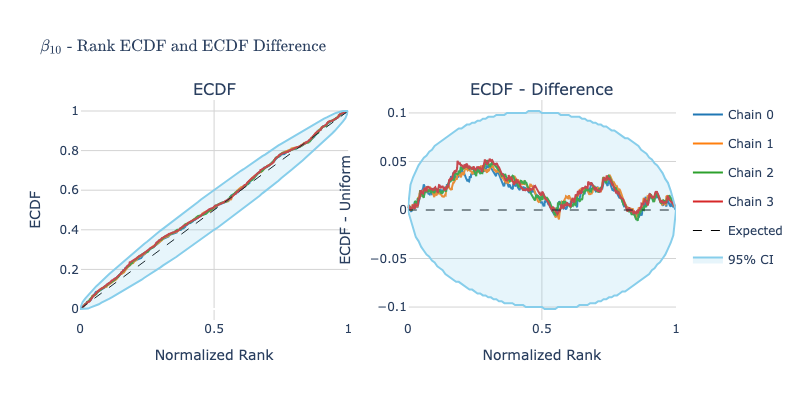 β₁₀ - Rank ECDF and ECDF Difference
ECDF
ECDF - Difference
ECDF
1
0.8
0.6
0.4
0.2
0
0
0.5
1
Normalized Rank
ECDF - Uniform
0.1
0.05
0
−0.05
−0.1
0
0.5
1
Normalized Rank
Chain 0
Chain 1
Chain 2
Chain 3
Expected
95% CI